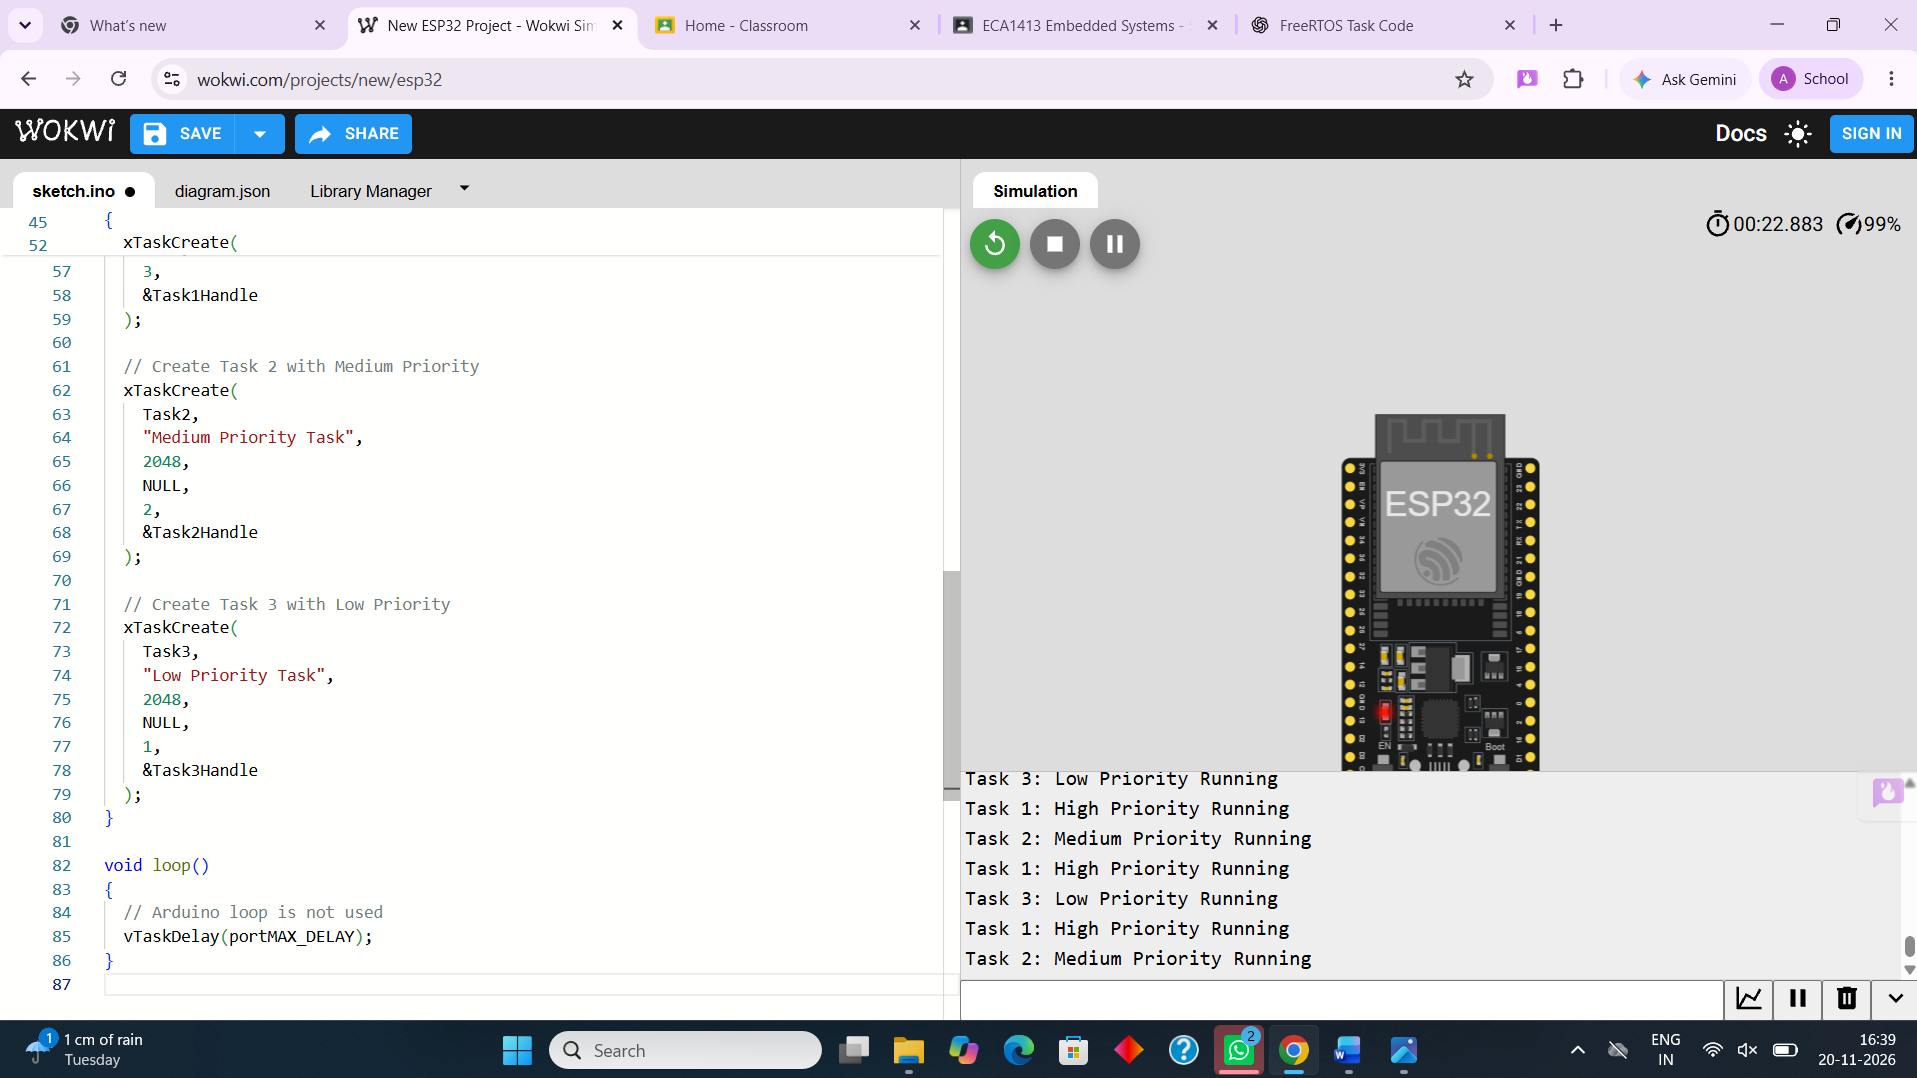 What's new
New ESP32 Project - Wokwi Sim
Home - Classroom
ECA1413 Embedded Systems -
FreeRTOS Task Code
wokwi.com/projects/new/esp32
Ask Gemini
A
School
WOKWI
SAVE
SHARE
Docs
SIGN IN
sketch.ino
diagram.json
Library Manager
45 {
52 xTaskCreate(
57 3,
58 &Task1Handle
59 );
60
61 // Create Task 2 with Medium Priority
62 xTaskCreate(
63 Task2,
64 "Medium Priority Task",
65 2048,
66 NULL,
67 2,
68 &Task2Handle
69 );
70
71 // Create Task 3 with Low Priority
72 xTaskCreate(
73 Task3,
74 "Low Priority Task",
75 2048,
76 NULL,
77 1,
78 &Task3Handle
79 );
80 }
81
82 void loop()
83 {
84 // Arduino loop is not used
85 vTaskDelay(portMAX_DELAY);
86 }
87
Simulation
00:22.883
99%
ESP32
EN
Boot
Task 3: Low Priority Running
Task 1: High Priority Running
Task 2: Medium Priority Running
Task 1: High Priority Running
Task 3: Low Priority Running
Task 1: High Priority Running
Task 2: Medium Priority Running
1
1 cm of rain
Tuesday
Search
2
ENG
IN
16:39
20-11-2026